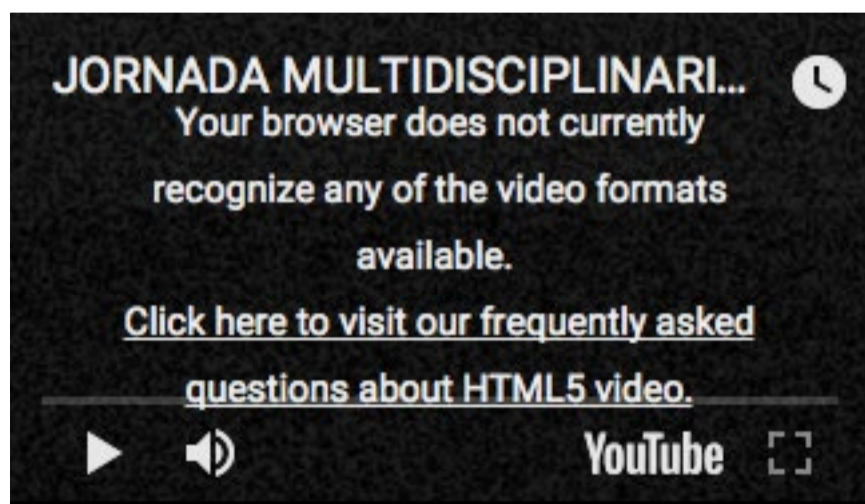 JORNADA MULTIDISCIPLINARI...
Your browser does not currently
recognize any of the video formats
available.
Click here to visit our frequently asked
questions about HTML5 video.
YouTube